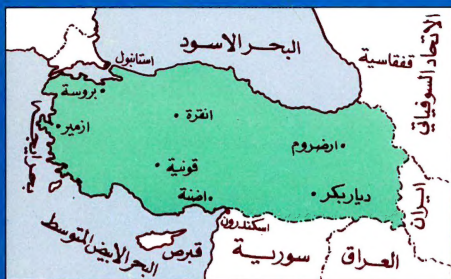 البحر الاسود
قفقاسية
الاتحاد السوفياتي
استانبول
بروسة
انقرة
ازمير
ارضروم
قونية
اضنة
ديار بكر
ايران
اسكندرون
قبرص
سورية
العراق
البحر الابيض المتوسط